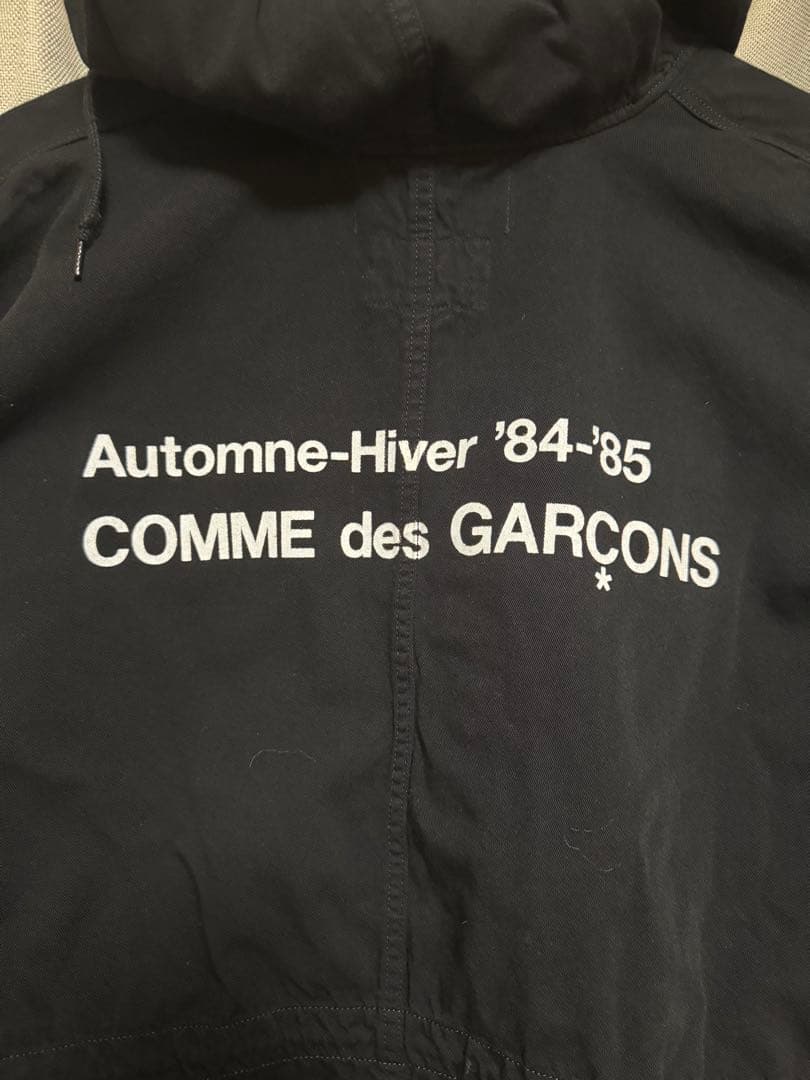 Automne-Hiver ’84-’85
COMME des GARÇONS
*